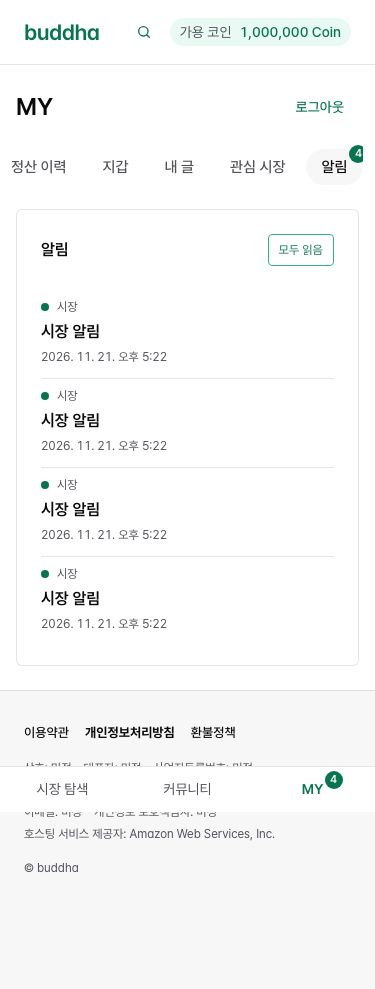 buddha
가용 코인 1,000,000 Coin
MY
로그아웃
정산 이력 지갑 내 글 관심 시장 알림 4
알림
모두 읽음
시장
시장 알림
2026. 11. 21. 오후 5:22
시장
시장 알림
2026. 11. 21. 오후 5:22
시장
시장 알림
2026. 11. 21. 오후 5:22
시장
시장 알림
2026. 11. 21. 오후 5:22
이용약관 개인정보처리방침 환불정책
시장 탐색 커뮤니티 MY 4
호스팅 서비스 제공자: Amazon Web Services, Inc.
© buddha